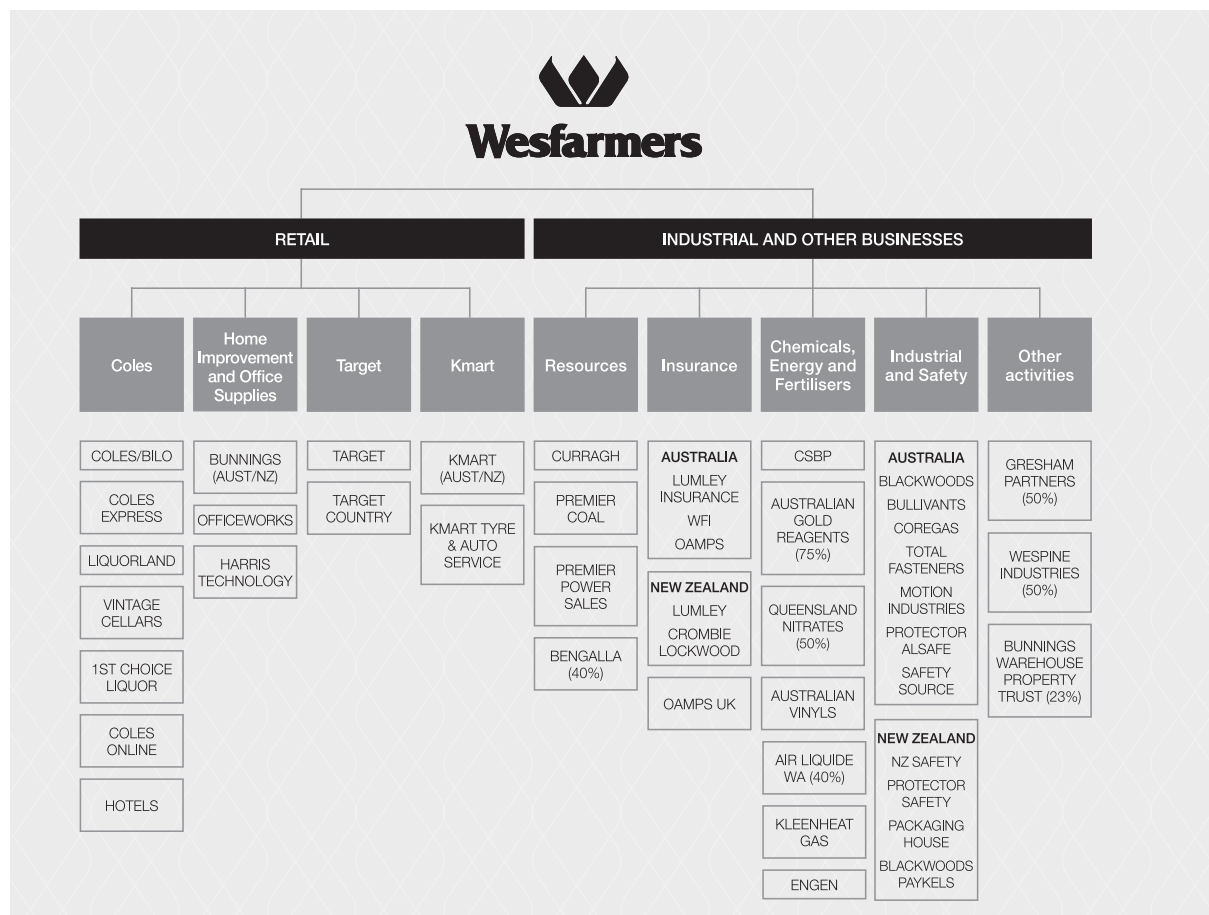 Wesfarmers
RETAIL
INDUSTRIAL AND OTHER BUSINESSES
Coles
Home
Improvement
and Office
Supplies
Target
Kmart
Resources
Insurance
Chemicals,
Energy and
Fertilisers
Industrial
and Safety
Other
activities
COLES/BILO
COLES
EXPRESS
LIQUORLAND
VINTAGE
CELLARS
1ST CHOICE
LIQUOR
COLES
ONLINE
HOTELS
BUNNINGS
(AUST/NZ)
OFFICEWORKS
HARRIS
TECHNOLOGY
TARGET
TARGET
COUNTRY
KMART
(AUST/NZ)
KMART TYRE
& AUTO
SERVICE
CURRAGH
PREMIER
COAL
PREMIER
POWER
SALES
BENGALLA
(40%)
AUSTRALIA
LUMLEY
INSURANCE
WFI
OAMPS
NEW ZEALAND
LUMLEY
CROMBIE
LOCKWOOD
OAMPS UK
CSBP
AUSTRALIAN
GOLD
REAGENTS
(75%)
QUEENSLAND
NITRATES
(50%)
AUSTRALIAN
VINYLS
AIR LIQUIDE
WA (40%)
KLEENHEAT
GAS
ENGEN
AUSTRALIA
BLACKWOODS
BULLIVANTS
COREGAS
TOTAL
FASTENERS
MOTION
INDUSTRIES
PROTECTOR
ALSAFE
SAFETY
SOURCE
NEW ZEALAND
NZ SAFETY
PROTECTOR
SAFETY
PACKAGING
HOUSE
BLACKWOODS
PAYKELS
GRESHAM
PARTNERS
(50%)
WESPINE
INDUSTRIES
(50%)
BUNNINGS
WAREHOUSE
PROPERTY
TRUST (23%)